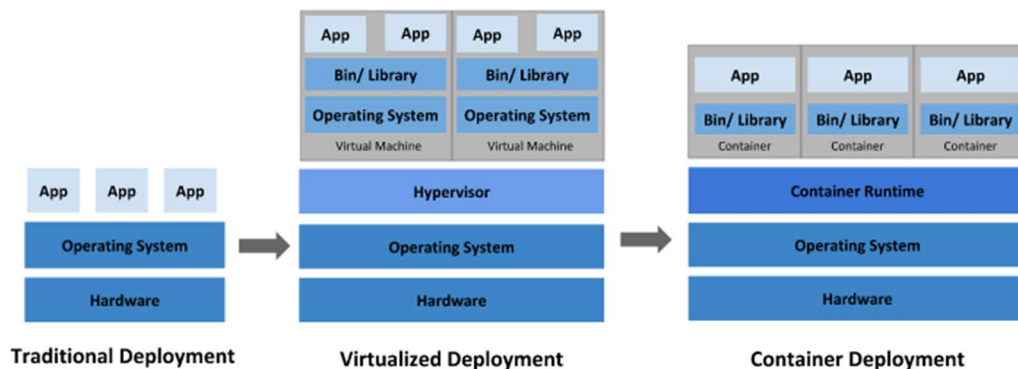 App App App
Operating System
Hardware
Traditional Deployment
App App App App
Bin/ Library Bin/ Library
Operating System Operating System
Virtual Machine Virtual Machine
Hypervisor
Operating System
Hardware
Virtualized Deployment
App App App
Bin/ Library Bin/ Library Bin/ Library
Container Container Container
Container Runtime
Operating System
Hardware
Container Deployment